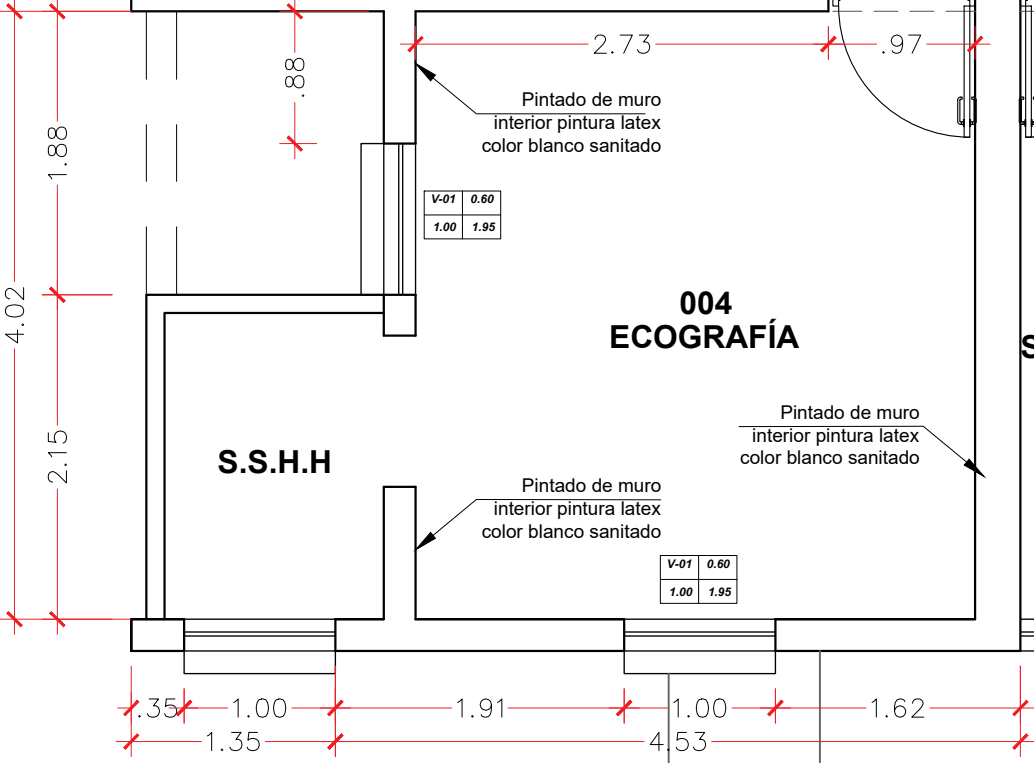 2.73
.97
.88
Pintado de muro
interior pintura latex
color blanco sanitado
1.88
V-01 0.60
1.00 1.95
4.02
004
ECOGRAFÍA
S
Pintado de muro
interior pintura latex
color blanco sanitado
2.15
S.S.H.H
Pintado de muro
interior pintura latex
color blanco sanitado
V-01 0.60
1.00 1.95
.35 1.00 1.91 1.00 1.62
1.35 4.53